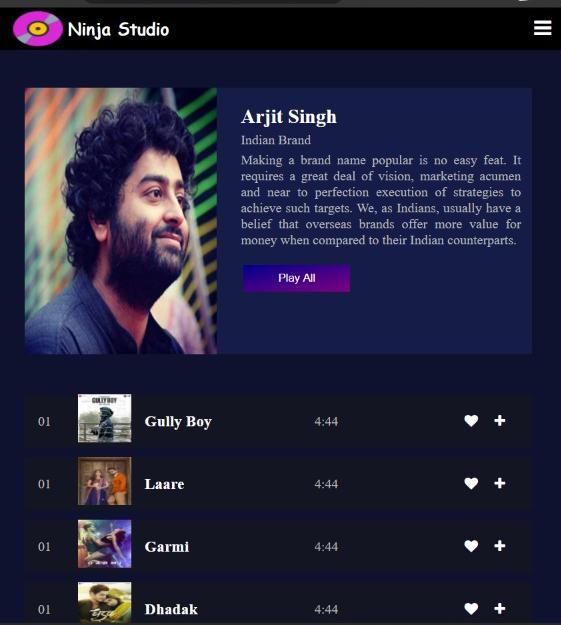 Ninja Studio
Arjit Singh
Indian Brand
Making a brand name popular is no easy feat. It
requires a great deal of vision, marketing acumen
and near to perfection execution of strategies to
achieve such targets. We, as Indians, usually have a
belief that overseas brands offer more value for
money when compared to their Indian counterparts.
Play All
GULLY BOY
01 Gully Boy 4:44
01 Laare 4:44
01 Garmi 4:44
01 Dhadak 4:44